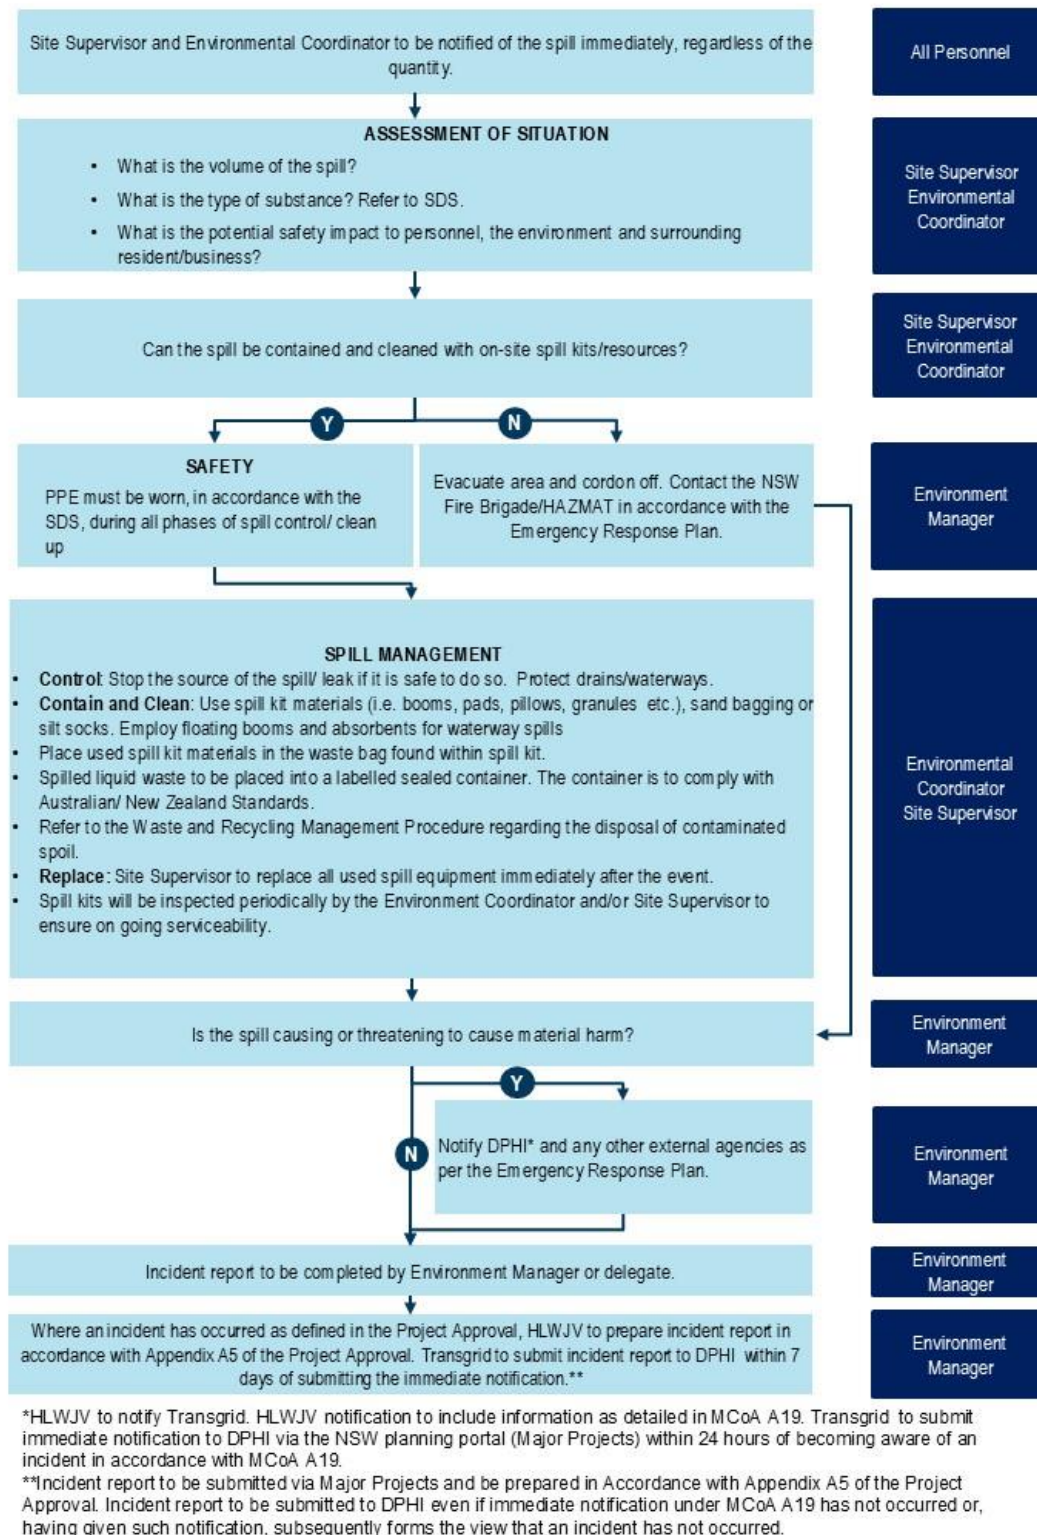 Site Supervisor and Environmental Coordinator to be notified of the spill immediately, regardless of the
quantity.
All Personnel
ASSESSMENT OF SITUATION
• What is the volume of the spill?
• What is the type of substance? Refer to SDS.
• What is the potential safety impact to personnel, the environment and surrounding
resident/business?
Site Supervisor
Environmental
Coordinator
Can the spill be contained and cleaned with on-site spill kits/resources?
Site Supervisor
Environmental
Coordinator
Y
N
SAFETY
PPE must be worn, in accordance with the
SDS, during all phases of spill control/ clean
up
Evacuate area and cordon off. Contact the NSW
Fire Brigade/HAZMAT in accordance with the
Emergency Response Plan.
Environment
Manager
SPILL MANAGEMENT
• Control: Stop the source of the spill/ leak if it is safe to do so. Protect drains/waterways.
• Contain and Clean: Use spill kit materials (i.e. booms, pads, pillows, granules etc.), sand bagging or
silt socks. Employ floating booms and absorbents for waterway spills
• Place used spill kit materials in the waste bag found within spill kit.
• Spilled liquid waste to be placed into a labelled sealed container. The container is to comply with
Australian/ New Zealand Standards.
• Refer to the Waste and Recycling Management Procedure regarding the disposal of contaminated
spoil.
• Replace: Site Supervisor to replace all used spill equipment immediately after the event.
• Spill kits will be inspected periodically by the Environment Coordinator and/or Site Supervisor to
ensure on going serviceability.
Environmental
Coordinator
Site Supervisor
Is the spill causing or threatening to cause material harm?
Environment
Manager
Y
N
Notify DPHI* and any other external agencies as
per the Emergency Response Plan.
Environment
Manager
Incident report to be completed by Environment Manager or delegate.
Environment
Manager
Where an incident has occurred as defined in the Project Approval, HLWJV to prepare incident report in
accordance with Appendix A5 of the Project Approval. Transgrid to submit incident report to DPHI within 7
days of submitting the immediate notification.**
Environment
Manager
*HLWJV to notify Transgrid. HLWJV notification to include information as detailed in MCoA A19. Transgrid to submit
immediate notification to DPHI via the NSW planning portal (Major Projects) within 24 hours of becoming aware of an
incident in accordance with MCoA A19.
**Incident report to be submitted via Major Projects and be prepared in Accordance with Appendix A5 of the Project
Approval. Incident report to be submitted to DPHI even if immediate notification under MCoA A19 has not occurred or,
having given such notification, subsequently forms the view that an incident has not occurred.